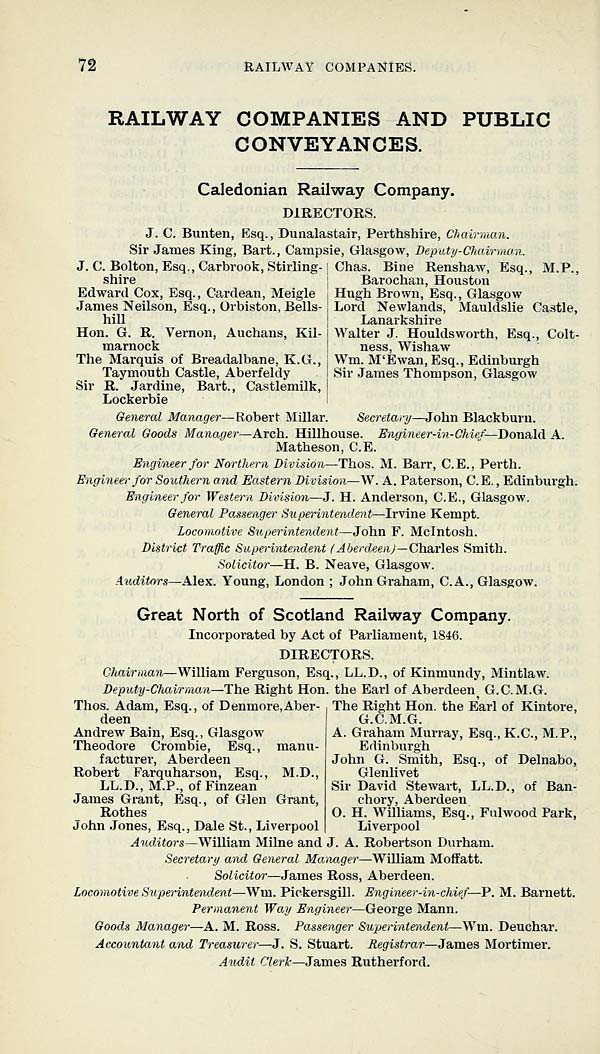 72
RAILWAY COMPANIES.
RAILWAY COMPANIES AND PUBLIC
CONVEYANCES.
Caledonian Railway Company.
DIRECTORS.
J. C. Bunten, Esq., Dunalastair, Perthshire, Chairman.
Sir James King, Bart., Campsie, Glasgow, Deputy-Chairman.
J. C. Bolton, Esq., Carbrook, Stirling-
shire
Edward Cox, Esq., Cardean, Meigle
James Neilson, Esq., Orbiston, Bells-
hill
Hon. G. R. Vernon, Auchans, Kil-
marnock
The Marquis of Breadalbane, K.G.,
Taymouth Castle, Aberfeldy
Sir R. Jardine, Bart., Castlemilk,
Lockerbie
Chas. Bine Renshaw, Esq., M.P.,
Barochan, Houston
Hugh Brown, Esq., Glasgow
Lord Newlands, Mauldslie Castle,
Lanarkshire
Walter J. Houldsworth, Esq., Colt-
ness, Wishaw
Wm. M'Ewan, Esq., Edinburgh
Sir James Thompson, Glasgow
General Manager—Robert Millar. Secretary—John Blackburn.
General Goods Manager—Arch. Hillhouse. Engineer-in-Chief—Donald A.
Matheson, C.E.
Engineer for Northern Division—Thos. M. Barr, C.E., Perth.
Engineer for Southern and Eastern Division—W. A. Paterson, C.E., Edinburgh.
Engineer for Western Division—J. H. Anderson, C.E., Glasgow.
General Passenger Superintendent—Irvine Kempt.
Locomotive Superintendent—John F. McIntosh.
District Traffic Superintendent (Aberdeen)—Charles Smith.
Solicitor—H. B. Neave, Glasgow.
Auditors—Alex. Young, London ; John Graham, C.A., Glasgow.
Great North of Scotland Railway Company.
Incorporated by Act of Parliament, 1846.
DIRECTORS.
Chairman—William Ferguson, Esq., LL.D., of Kinmundy, Mintlaw.
Deputy-Chairman—The Right Hon. the Earl of Aberdeen, G.C.M.G.
Thos. Adam, Esq., of Denmore, Aber-
deen
Andrew Bain, Esq., Glasgow
Theodore Crombie, Esq., manu-
facturer, Aberdeen
Robert Farquharson, Esq., M.D.,
LL.D., M.P., of Finzean
James Grant, Esq., of Glen Grant,
Rothes
John Jones, Esq., Dale St., Liverpool
The Right Hon. the Earl of Kintore,
G.C.M.G.
A. Graham Murray, Esq., K.C., M.P.,
Edinburgh
John G. Smith, Esq., of Delnabo,
Glenlivet
Sir David Stewart, LL.D., of Ban-
chory, Aberdeen
O. H. Williams, Esq., Fulwood Park,
Liverpool
Auditors—William Milne and J. A. Robertson Durham.
Secretary and General Manager—William Moffatt.
Solicitor—James Ross, Aberdeen.
Locomotive Superintendent—Wm. Pickersgill. Engineer-in-chief—P. M. Barnett.
Permanent Way Engineer—George Mann.
Goods Manager—A. M. Ross. Passenger Superintendent—Wm. Deuchar.
Accountant and Treasurer—J. S. Stuart. Registrar—James Mortimer.
Audit Clerk—James Rutherford.